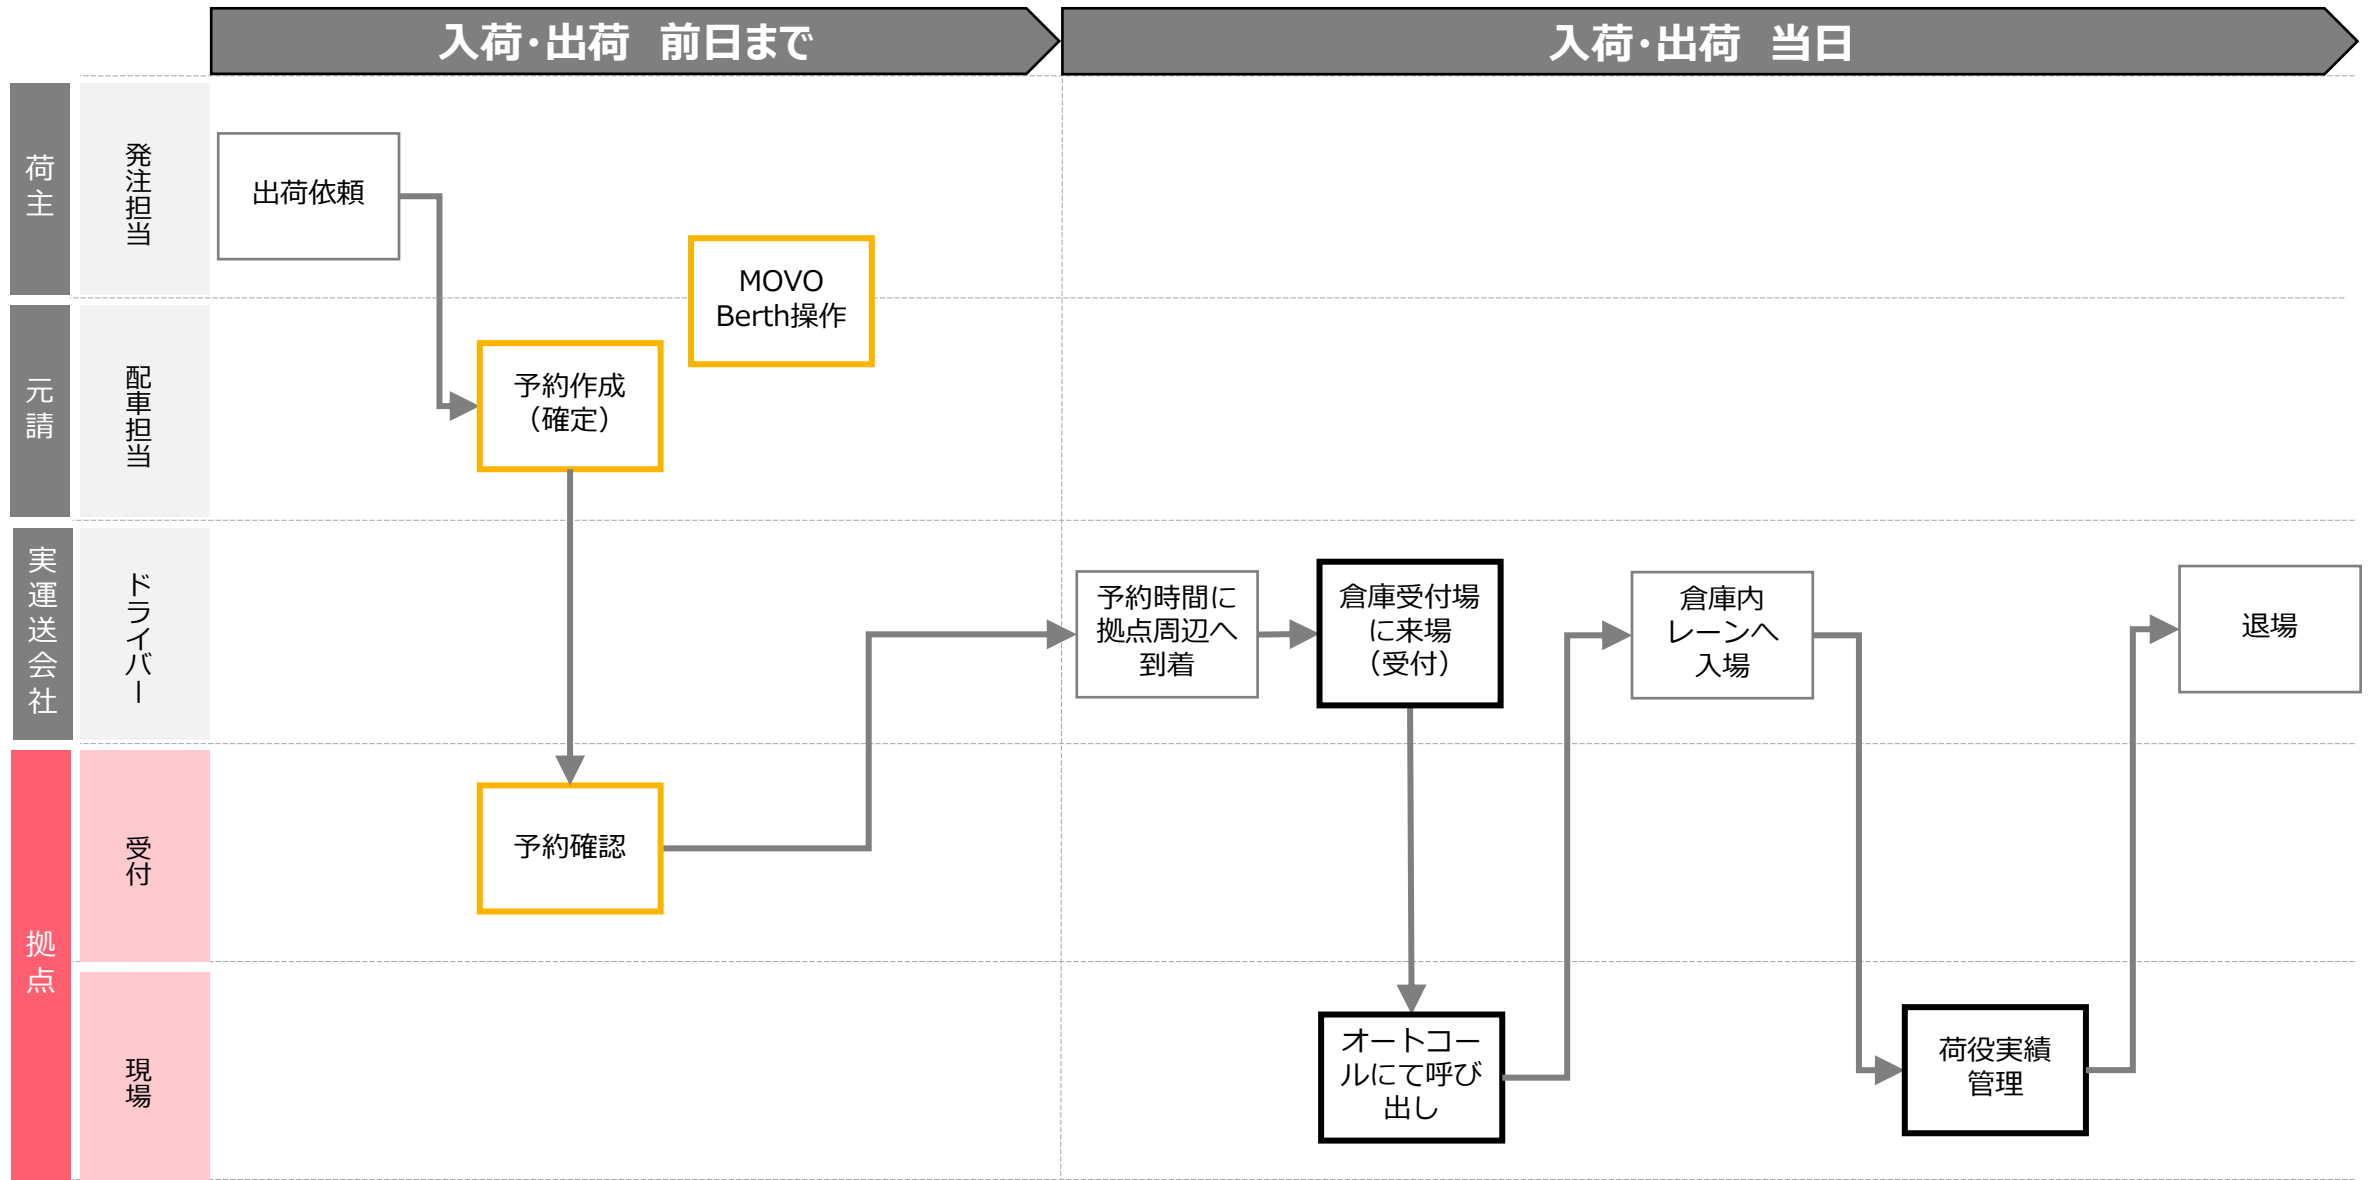 入荷・出荷　前日まで
入荷・出荷　当日
荷主
発注担当
出荷依頼
MOVO
Berth操作
元請
配車担当
予約作成
（確定）
実運送会社
ドライバー
予約時間に
拠点周辺へ
到着
倉庫受付場
に来場
（受付）
倉庫内
レーンへ
入場
退場
拠点
受付
予約確認
現場
オートコー
ルにて呼び
出し
荷役実績
管理